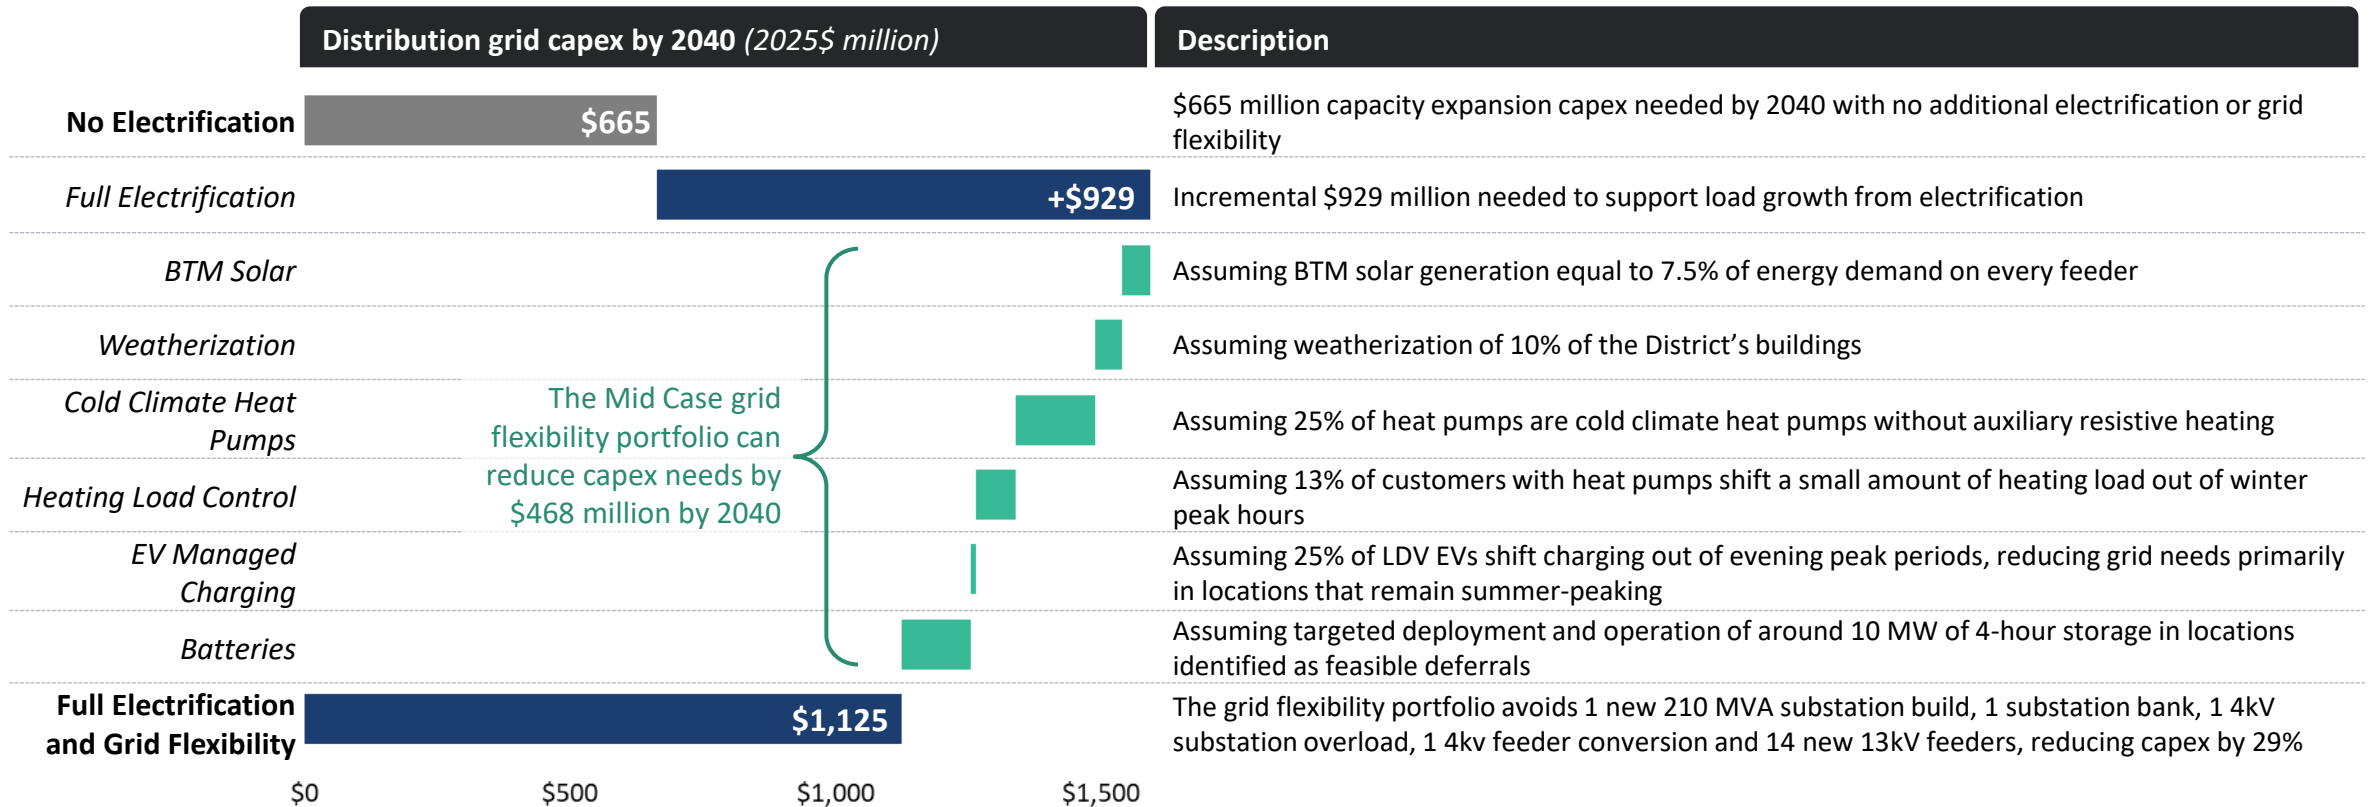 Distribution grid capex by 2040 (2025$ million)
Description
No Electrification
$665
$665 million capacity expansion capex needed by 2040 with no additional electrification or grid
flexibility
Full Electrification
+$929
Incremental $929 million needed to support load growth from electrification
BTM Solar
Assuming BTM solar generation equal to 7.5% of energy demand on every feeder
Weatherization
Assuming weatherization of 10% of the District’s buildings
Cold Climate Heat
Pumps
Assuming 25% of heat pumps are cold climate heat pumps without auxiliary resistive heating
The Mid Case grid
flexibility portfolio can
reduce capex needs by
$468 million by 2040
Heating Load Control
Assuming 13% of customers with heat pumps shift a small amount of heating load out of winter
peak hours
EV Managed
Charging
Assuming 25% of LDV EVs shift charging out of evening peak periods, reducing grid needs primarily
in locations that remain summer-peaking
Batteries
Assuming targeted deployment and operation of around 10 MW of 4-hour storage in locations
identified as feasible deferrals
Full Electrification
and Grid Flexibility
$1,125
The grid flexibility portfolio avoids 1 new 210 MVA substation build, 1 substation bank, 1 4kV
substation overload, 1 4kv feeder conversion and 14 new 13kV feeders, reducing capex by 29%
$0
$500
$1,000
$1,500